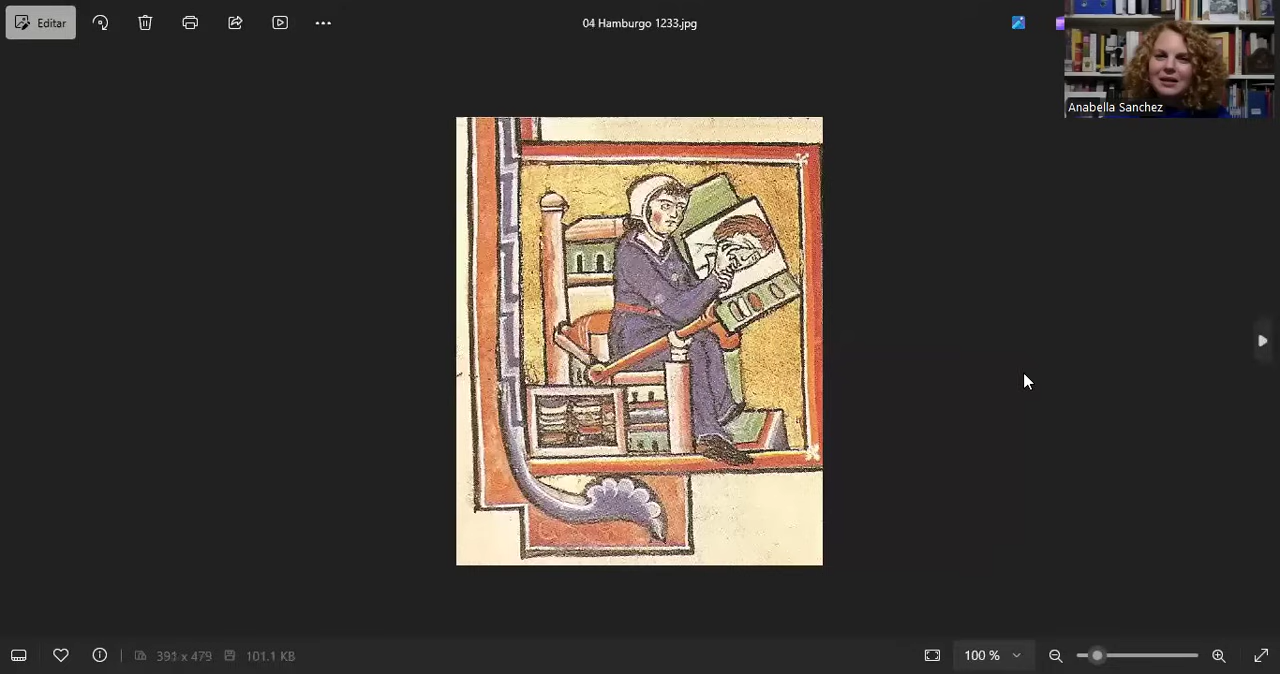 Editar
04 Hamburgo 1233.jpg
Anabella Sanchez
391 x 479
101.1 KB
100 %